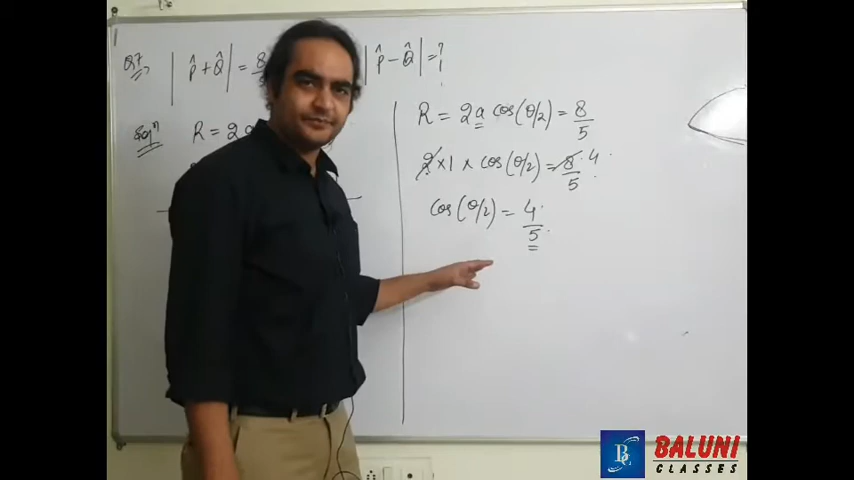 Q7. |P̂+Q̂| = 8 |P̂-Q̂| = ?
Solⁿ R = 2a
R = 2a cos(θ/2) = 8/5
2×1 × cos(θ/2) = 8/5 4
cos(θ/2) = 4/5
BALUNI
CLASSES